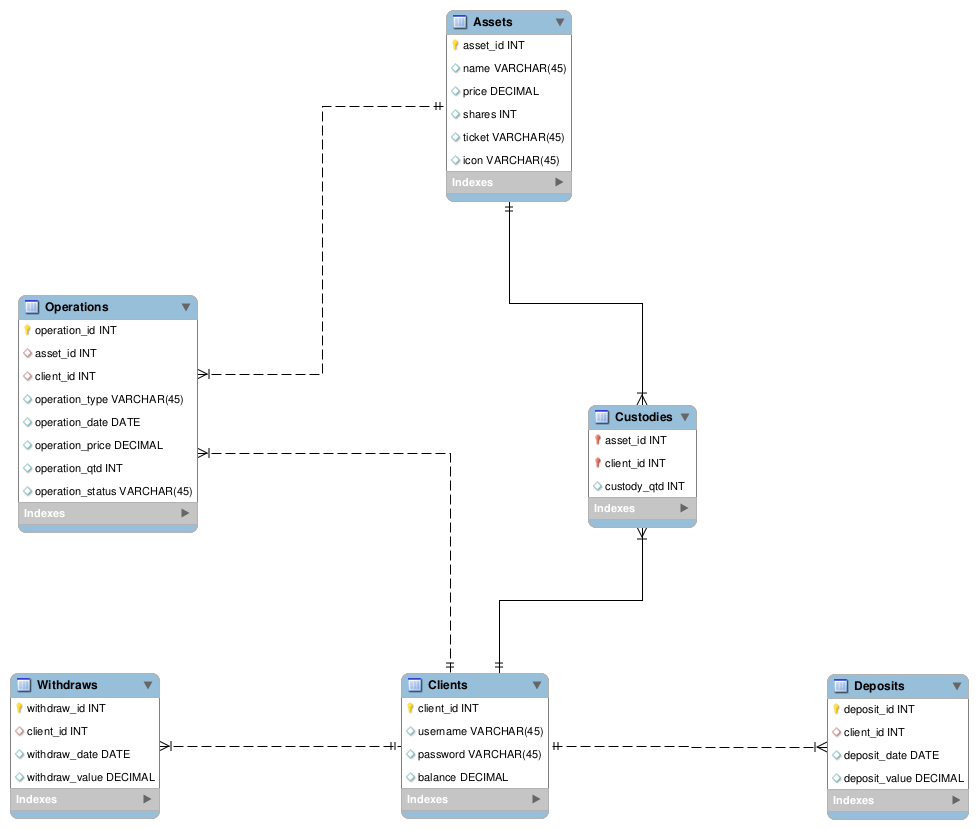 Assets
asset_id INT
name VARCHAR(45)
price DECIMAL
shares INT
ticket VARCHAR(45)
icon VARCHAR(45)
Indexes
Operations
operation_id INT
asset_id INT
client_id INT
operation_type VARCHAR(45)
operation_date DATE
operation_price DECIMAL
operation_qtd INT
operation_status VARCHAR(45)
Indexes
Custodies
asset_id INT
client_id INT
custody_qtd INT
Indexes
Withdraws
withdraw_id INT
client_id INT
withdraw_date DATE
withdraw_value DECIMAL
Indexes
Clients
client_id INT
username VARCHAR(45)
password VARCHAR(45)
balance DECIMAL
Indexes
Deposits
deposit_id INT
client_id INT
deposit_date DATE
deposit_value DECIMAL
Indexes